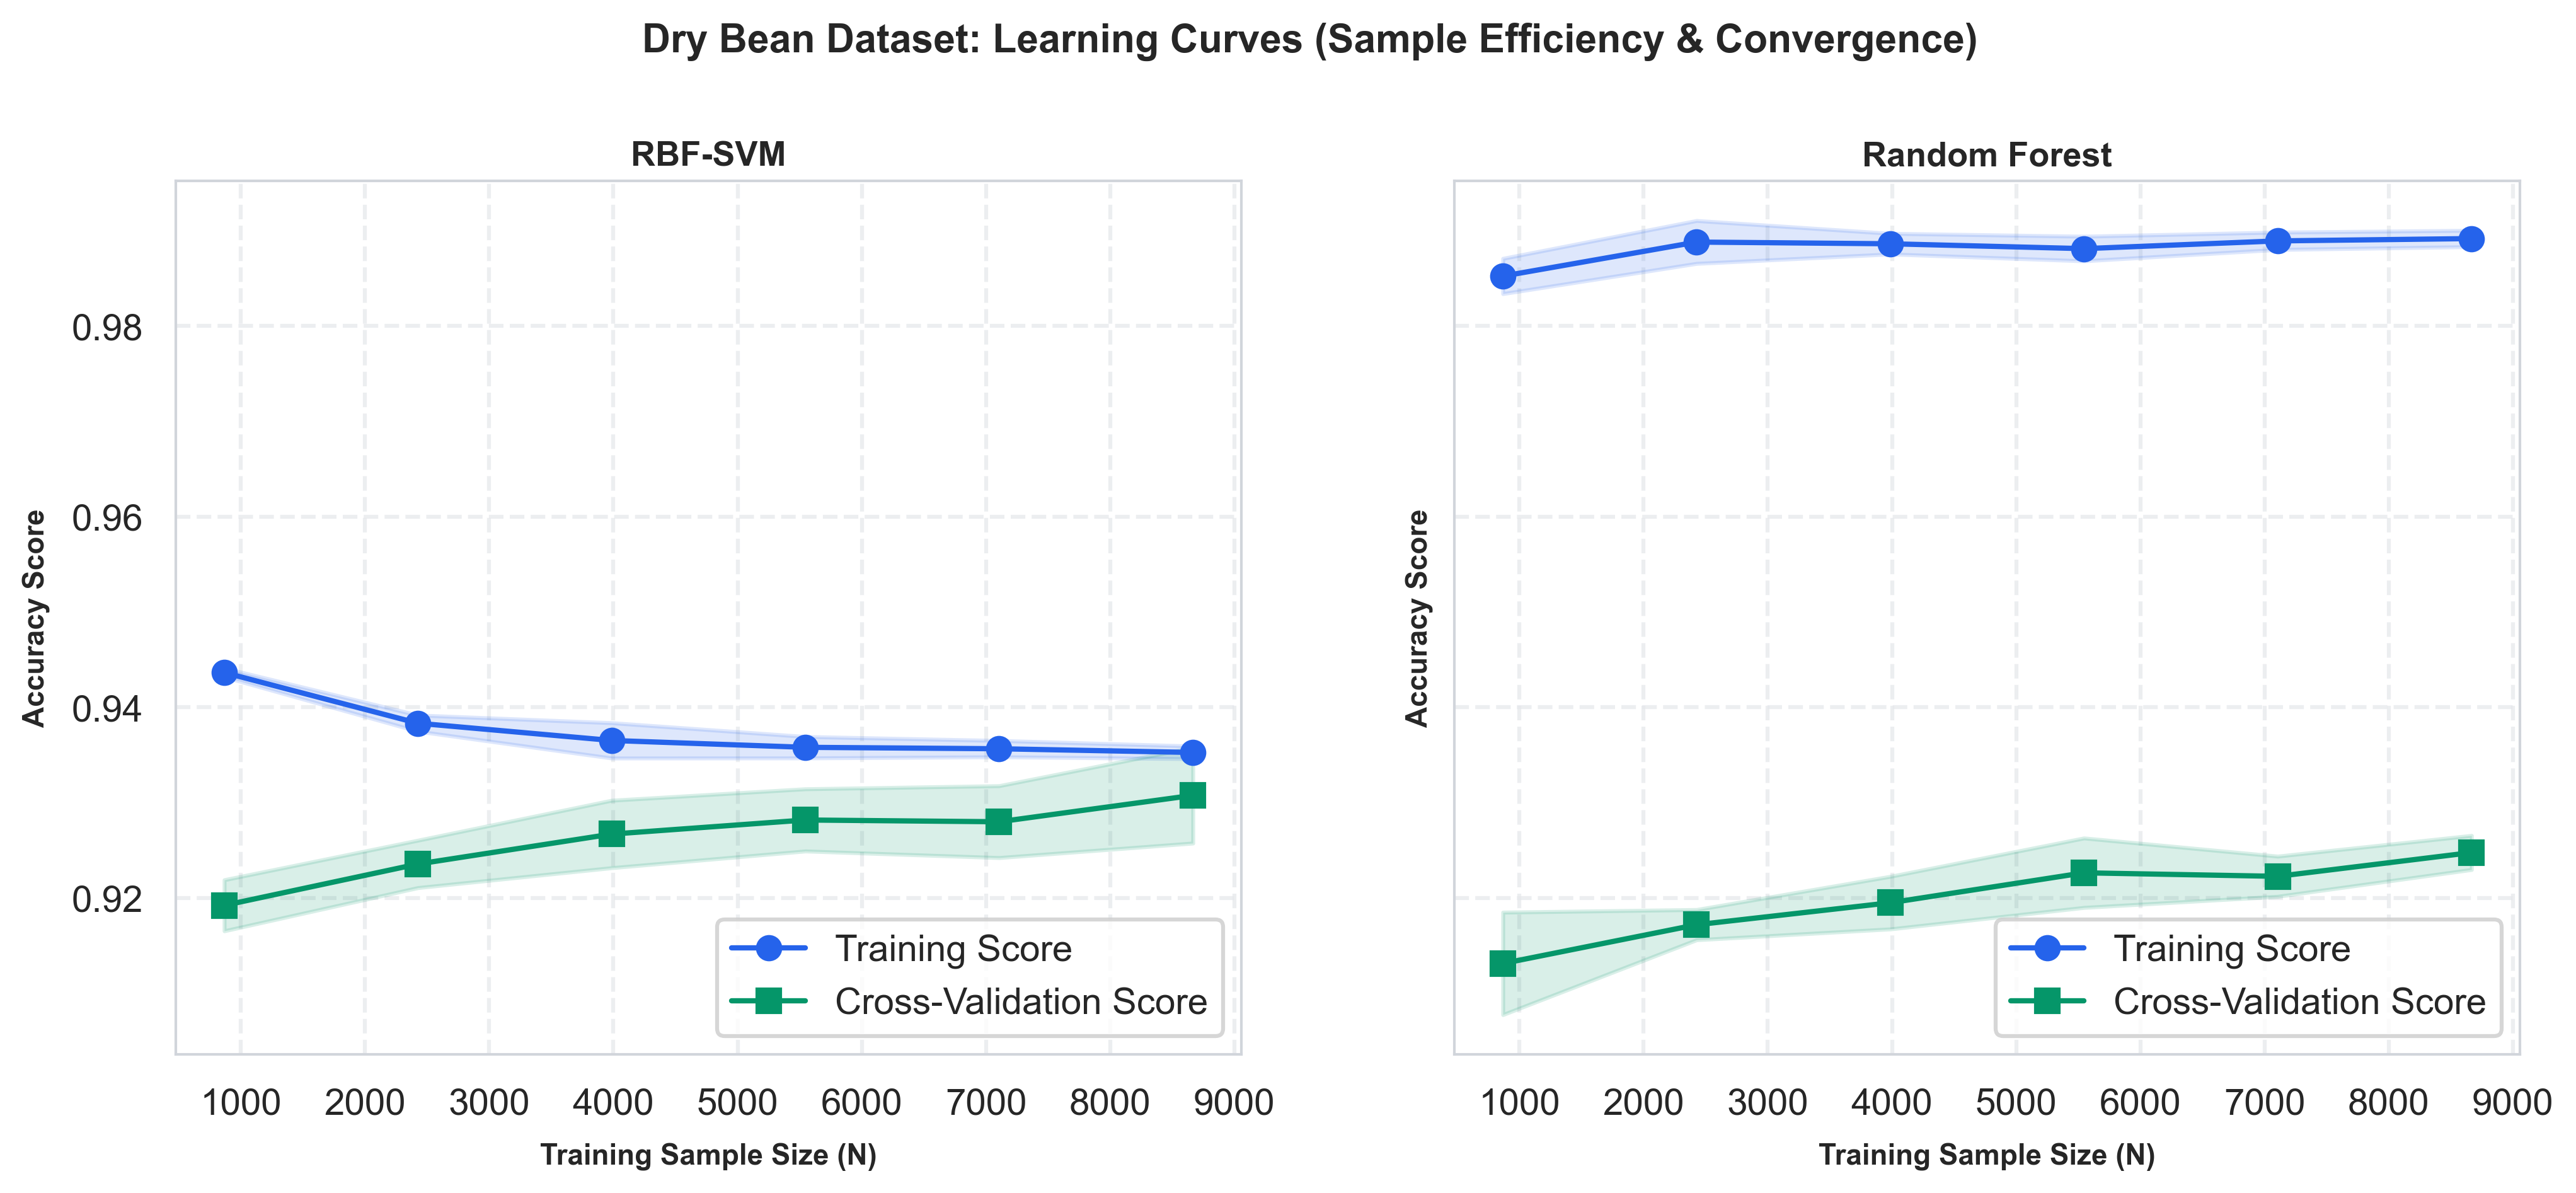 Dry Bean Dataset: Learning Curves (Sample Efficiency & Convergence)
RBF-SVM
Accuracy Score
0.98
0.96
0.94
0.92
Training Score
Cross-Validation Score
1000 2000 3000 4000 5000 6000 7000 8000 9000
Training Sample Size (N)
Random Forest
Accuracy Score
Training Score
Cross-Validation Score
1000 2000 3000 4000 5000 6000 7000 8000 9000
Training Sample Size (N)